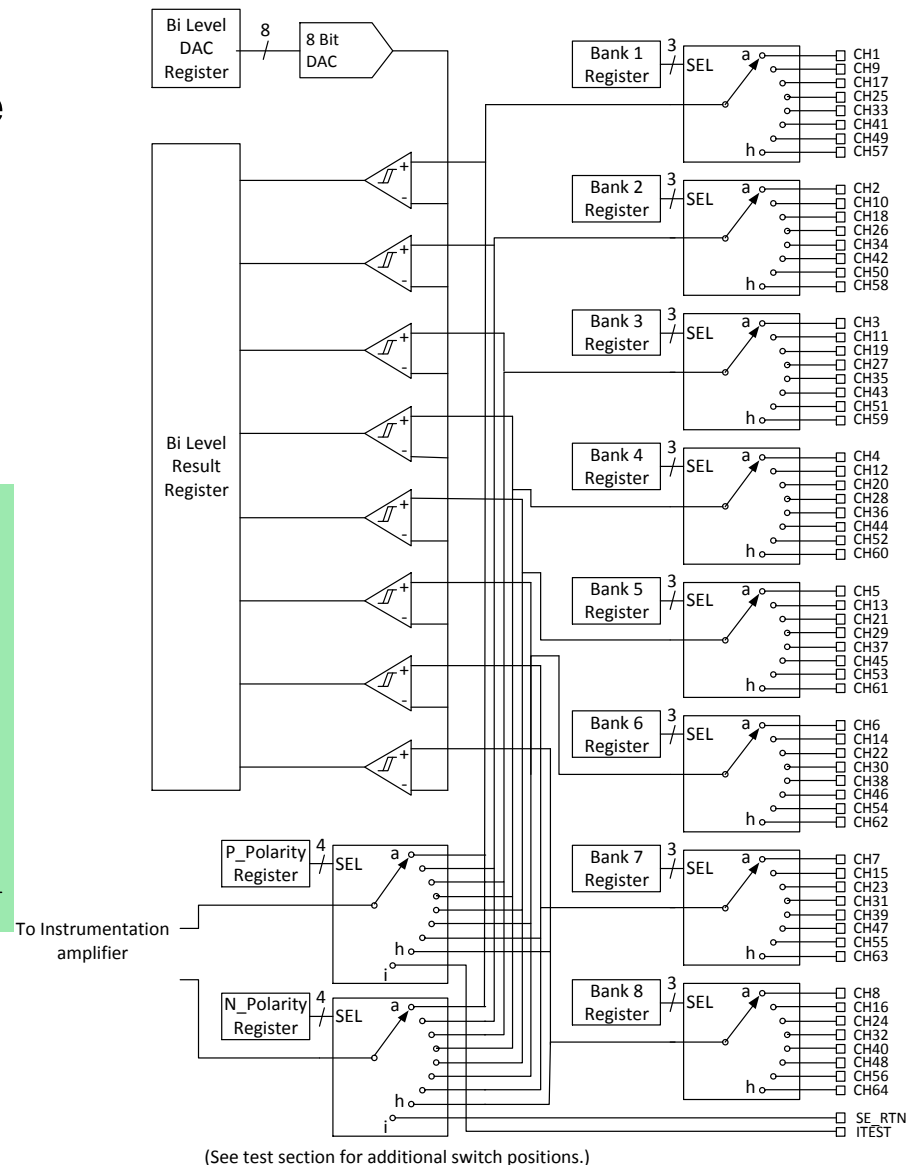 e
Bi Level
DAC
Register
8
8 Bit
DAC
Bi Level
Result
Register
+
-
+
-
+
-
+
-
+
-
+
-
+
-
+
-
Bank 1
Register
3
SEL
a
h
CH1
CH9
CH17
CH25
CH33
CH41
CH49
CH57
Bank 2
Register
3
SEL
a
h
CH2
CH10
CH18
CH26
CH34
CH42
CH50
CH58
Bank 3
Register
3
SEL
a
h
CH3
CH11
CH19
CH27
CH35
CH43
CH51
CH59
Bank 4
Register
3
SEL
a
h
CH4
CH12
CH20
CH28
CH36
CH44
CH52
CH60
Bank 5
Register
3
SEL
a
h
CH5
CH13
CH21
CH29
CH37
CH45
CH53
CH61
Bank 6
Register
3
SEL
a
h
CH6
CH14
CH22
CH30
CH38
CH46
CH54
CH62
Bank 7
Register
3
SEL
a
h
CH7
CH15
CH23
CH31
CH39
CH47
CH55
CH63
Bank 8
Register
3
SEL
a
h
CH8
CH16
CH24
CH32
CH40
CH48
CH56
CH64
SE_RTN
ITEST
P_Polarity
Register
4
SEL
a
h
i
To Instrumentation
amplifier
N_Polarity
Register
4
SEL
a
h
i
(See test section for additional switch positions.)